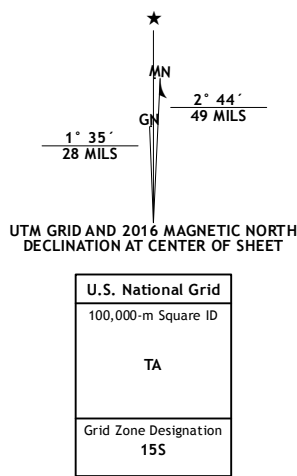 ★
MN
2° 44´
49 MILS
GN
1° 35´
28 MILS
UTM GRID AND 2016 MAGNETIC NORTH
DECLINATION AT CENTER OF SHEET
U.S. National Grid
100,000-m Square ID
TA
Grid Zone Designation
15S